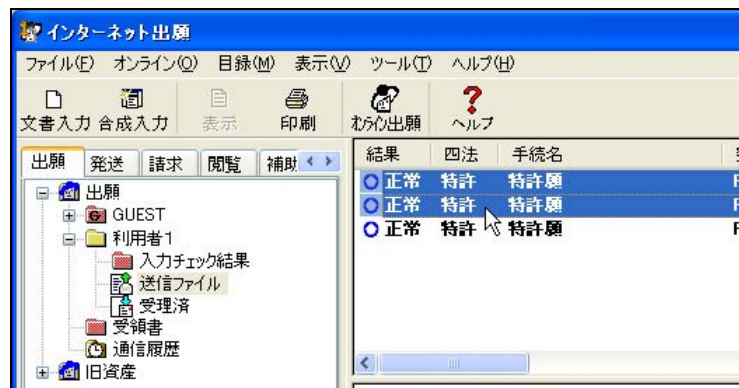 インターネット出願
ファイル(F) オンライン(O) 目録(M) 表示(V) ツール(T) ヘルプ(H)
文書入力 合成入力 表示 印刷 オンライン出願 ヘルプ
出願 発送 請求 閲覧 補助
結果 四法 手続名
正常 特許 特許願
正常 特許 特許願
正常 特許 特許願
出願
GUEST
利用者1
入力チェック結果
送信ファイル
受理済
受領書
通信履歴
旧資産